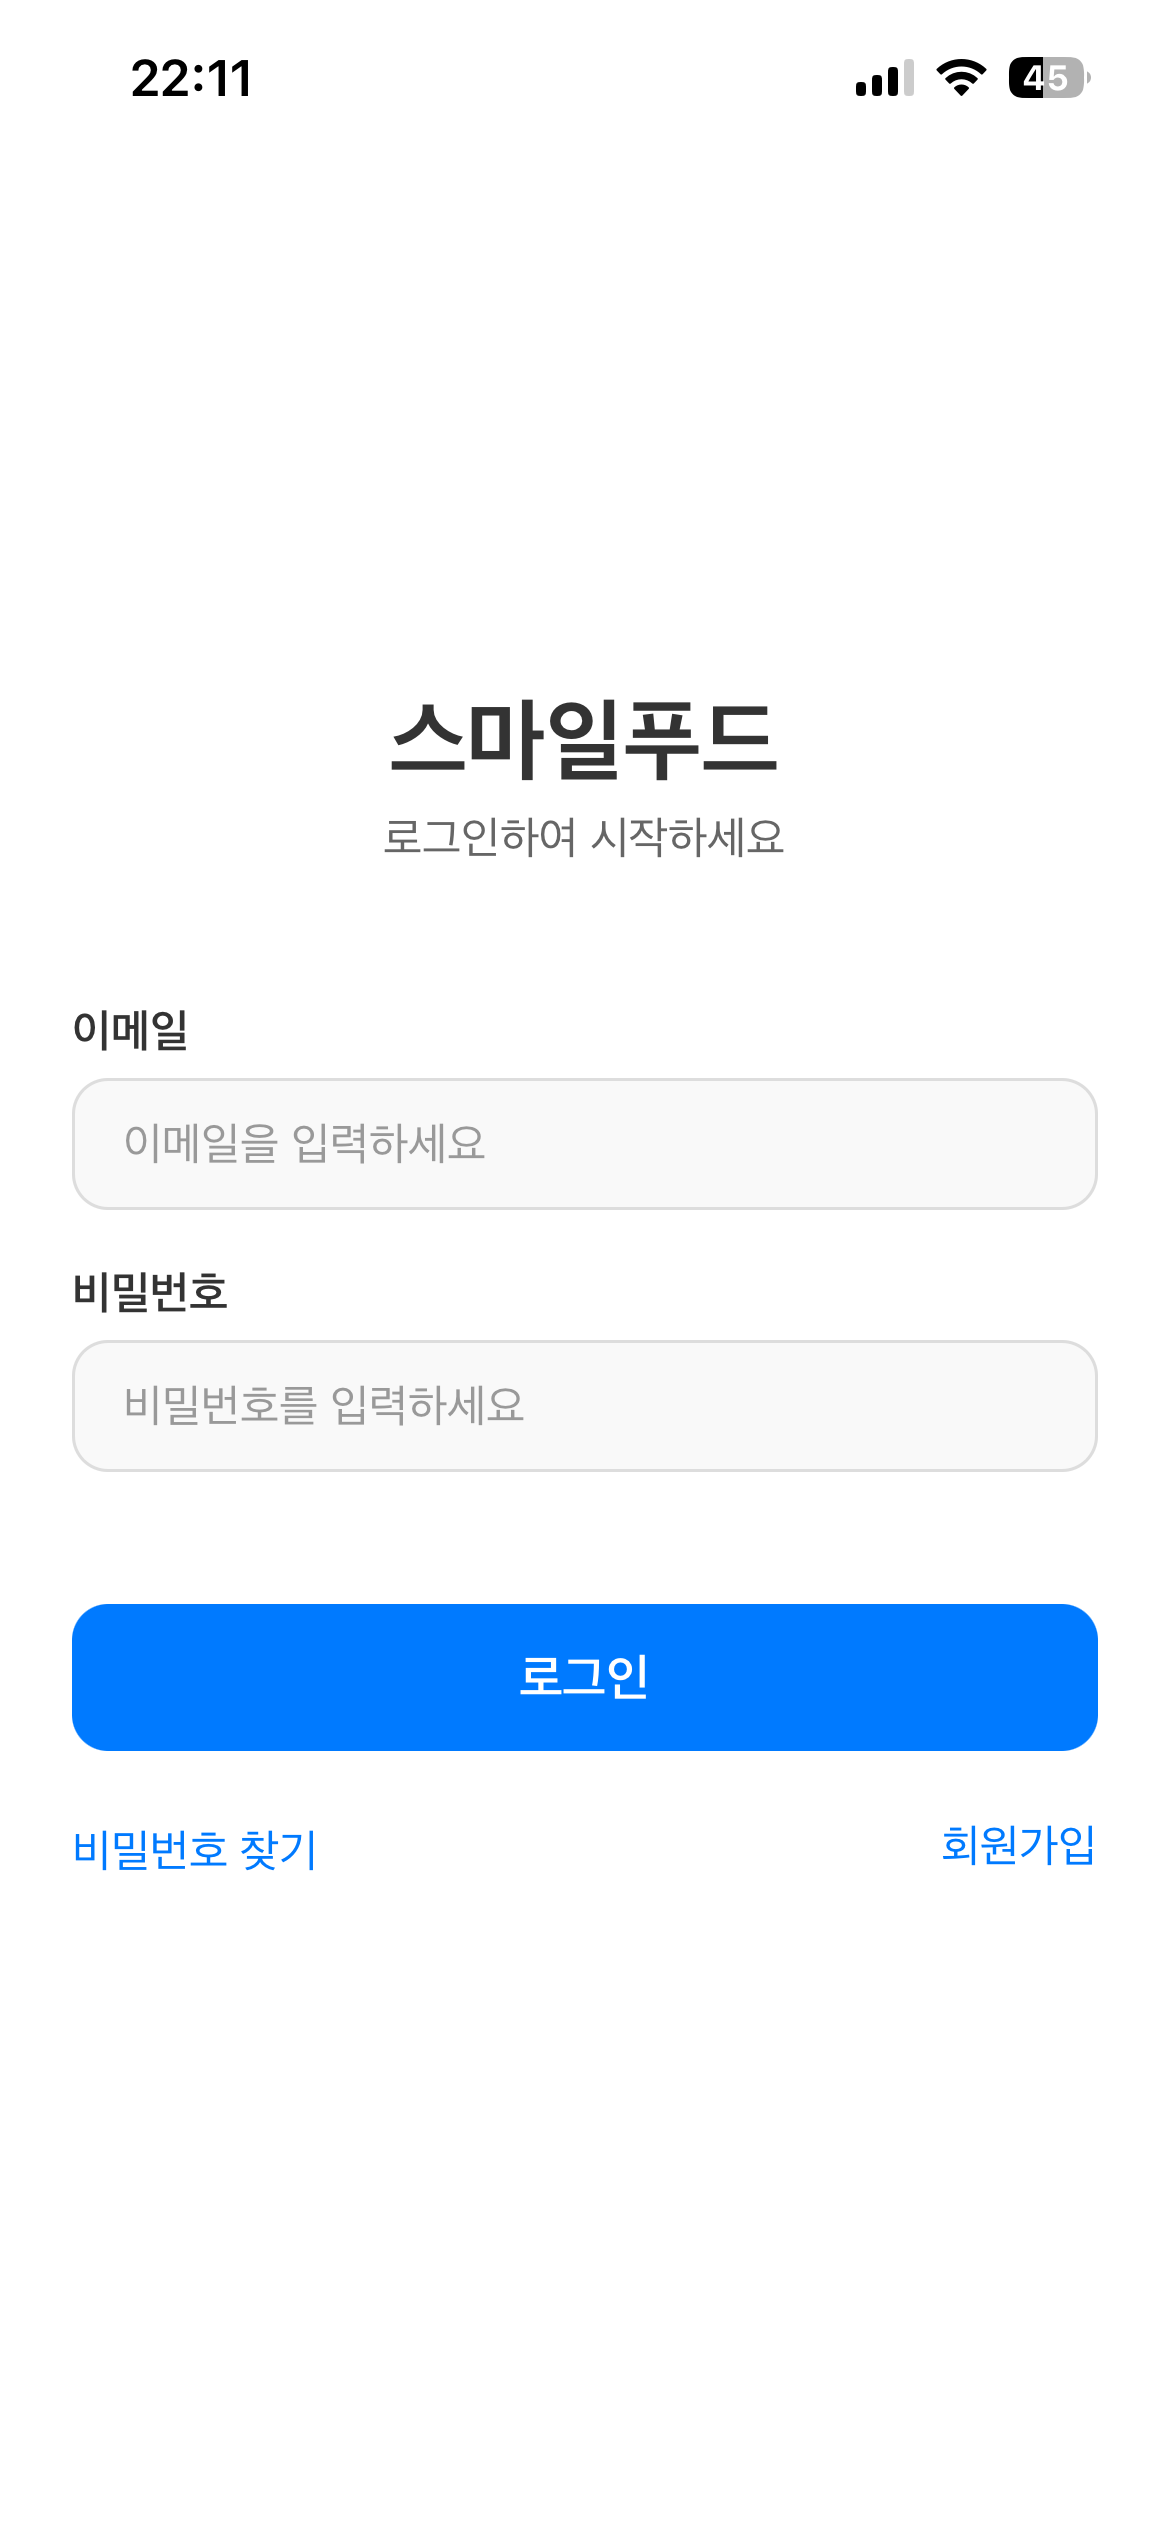 22:11
45
스마일푸드
로그인하여 시작하세요
이메일
이메일을 입력하세요
비밀번호
비밀번호를 입력하세요
로그인
비밀번호 찾기
회원가입